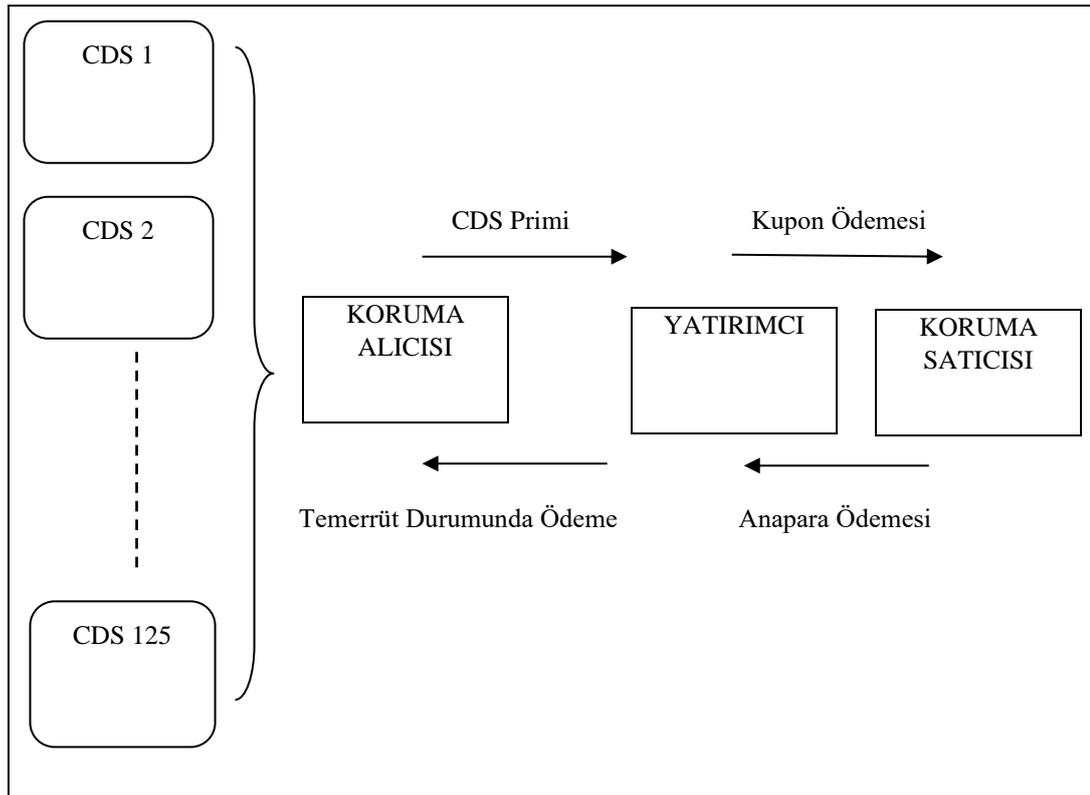 CDS 1
CDS 2
CDS Primi
Kupon Ödemesi
KORUMA
ALICISI
YATIRIMCI
KORUMA
SATICISI
Temerrüt Durumunda Ödeme
Anapara Ödemesi
CDS 125